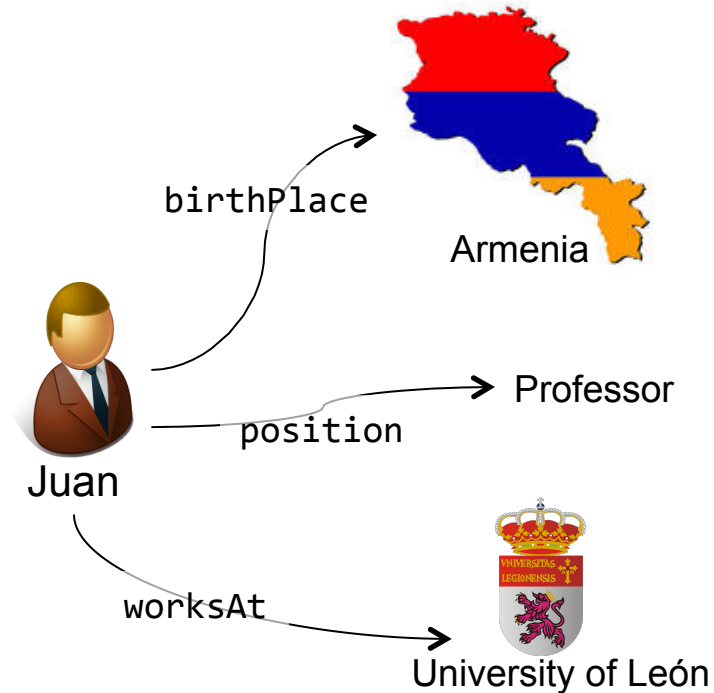 birthPlace
Armenia
Professor
position
Juan
VNIVERSITAS
LEGIONENSIS
worksAt
University of León